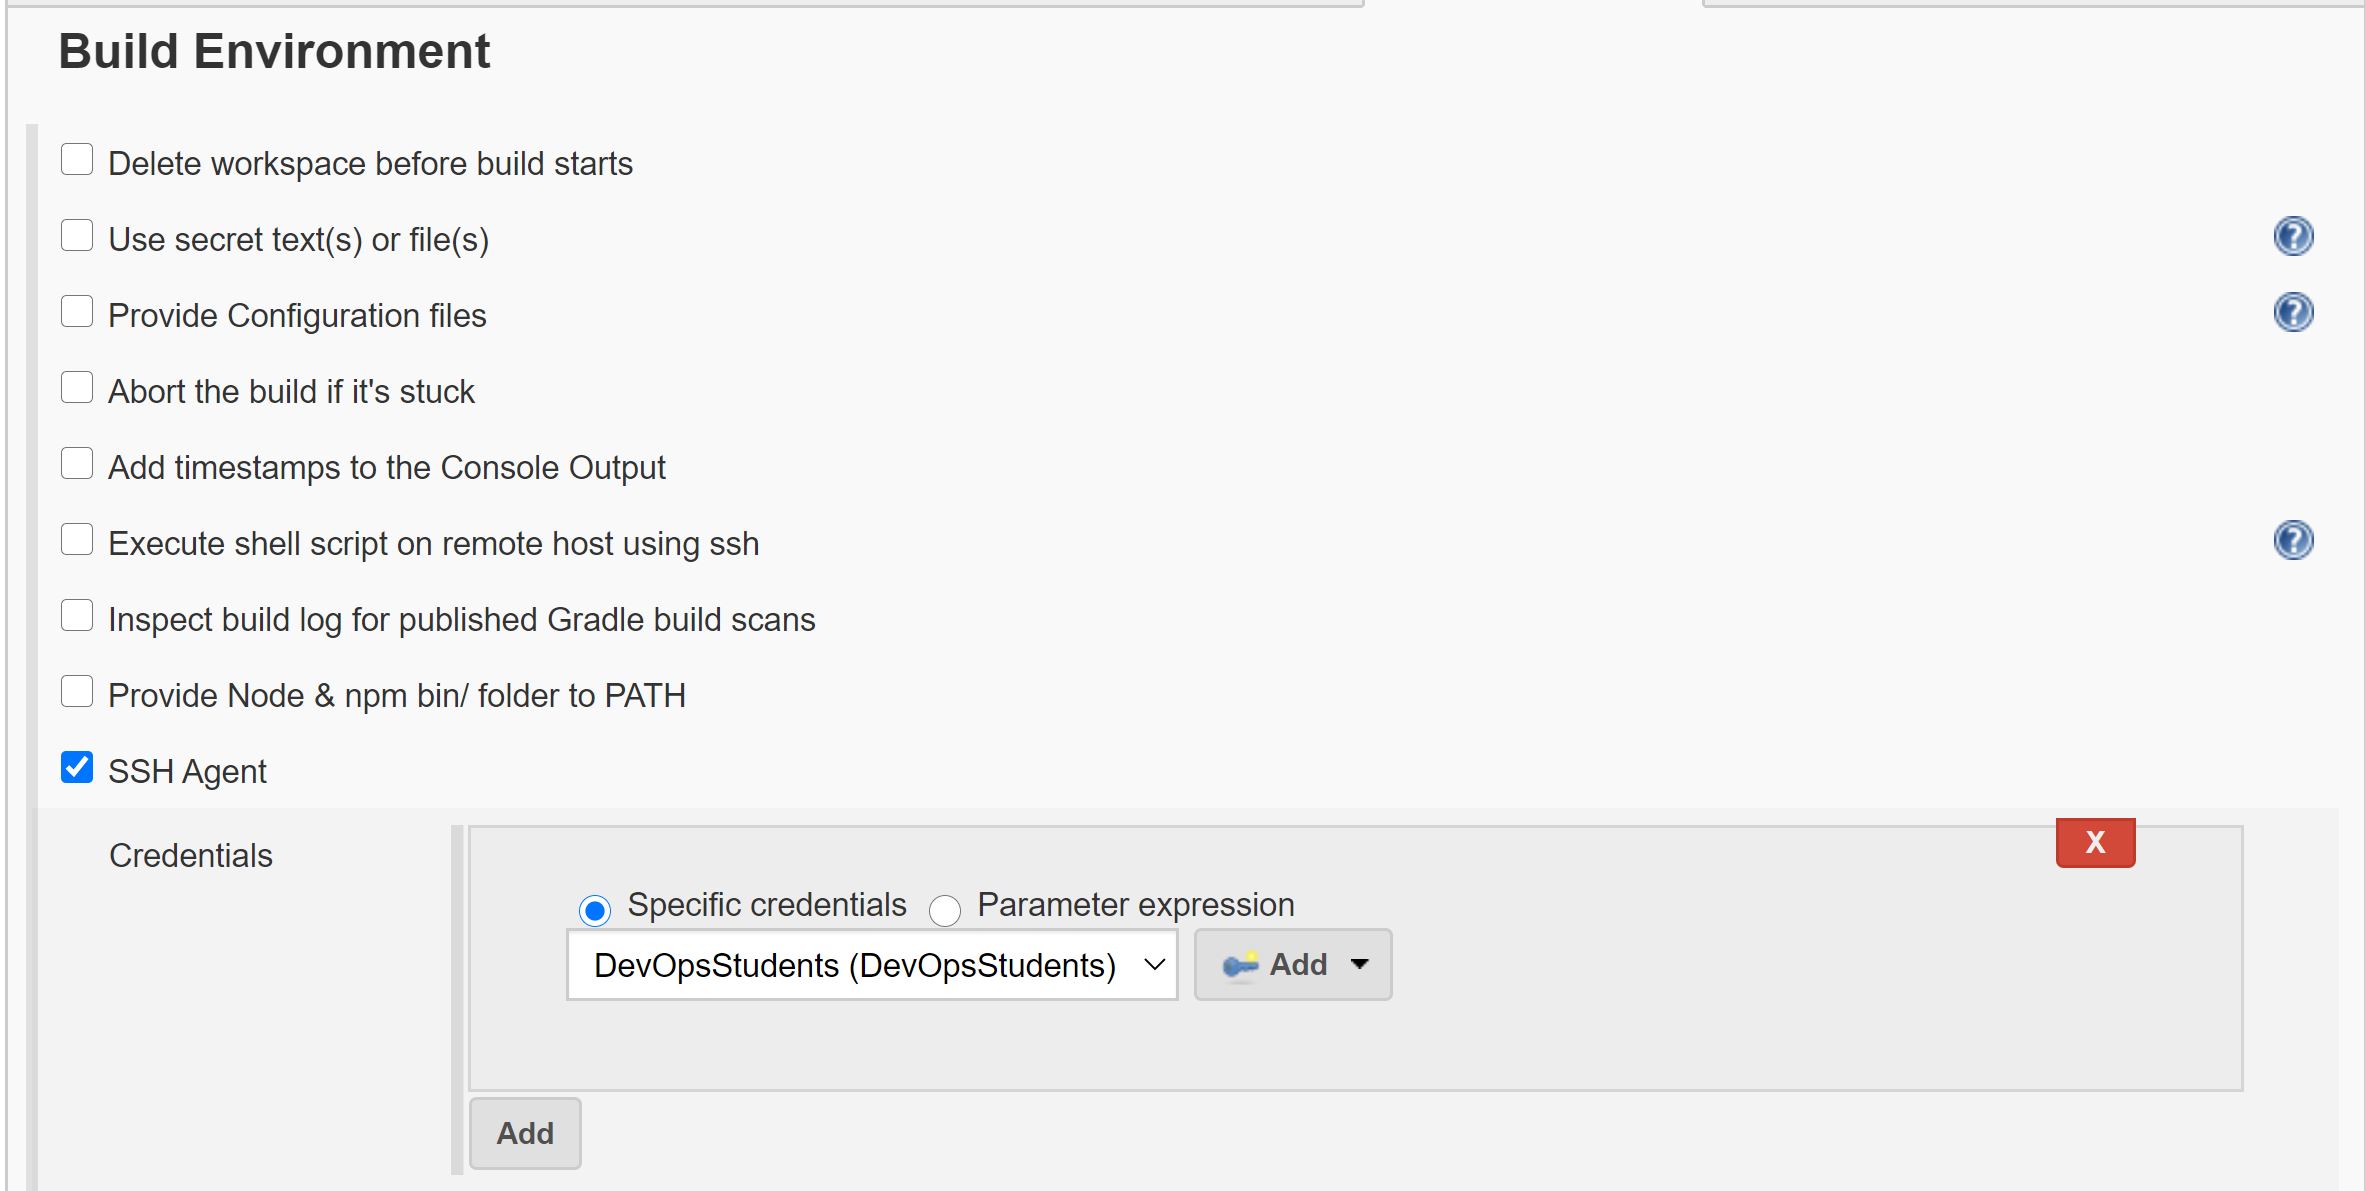 Build Environment
Delete workspace before build starts
Use secret text(s) or file(s)
?
Provide Configuration files
?
Abort the build if it's stuck
Add timestamps to the Console Output
Execute shell script on remote host using ssh
?
Inspect build log for published Gradle build scans
Provide Node & npm bin/ folder to PATH
SSH Agent
Credentials
X
Specific credentials Parameter expression
DevOpsStudents (DevOpsStudents) Add
Add